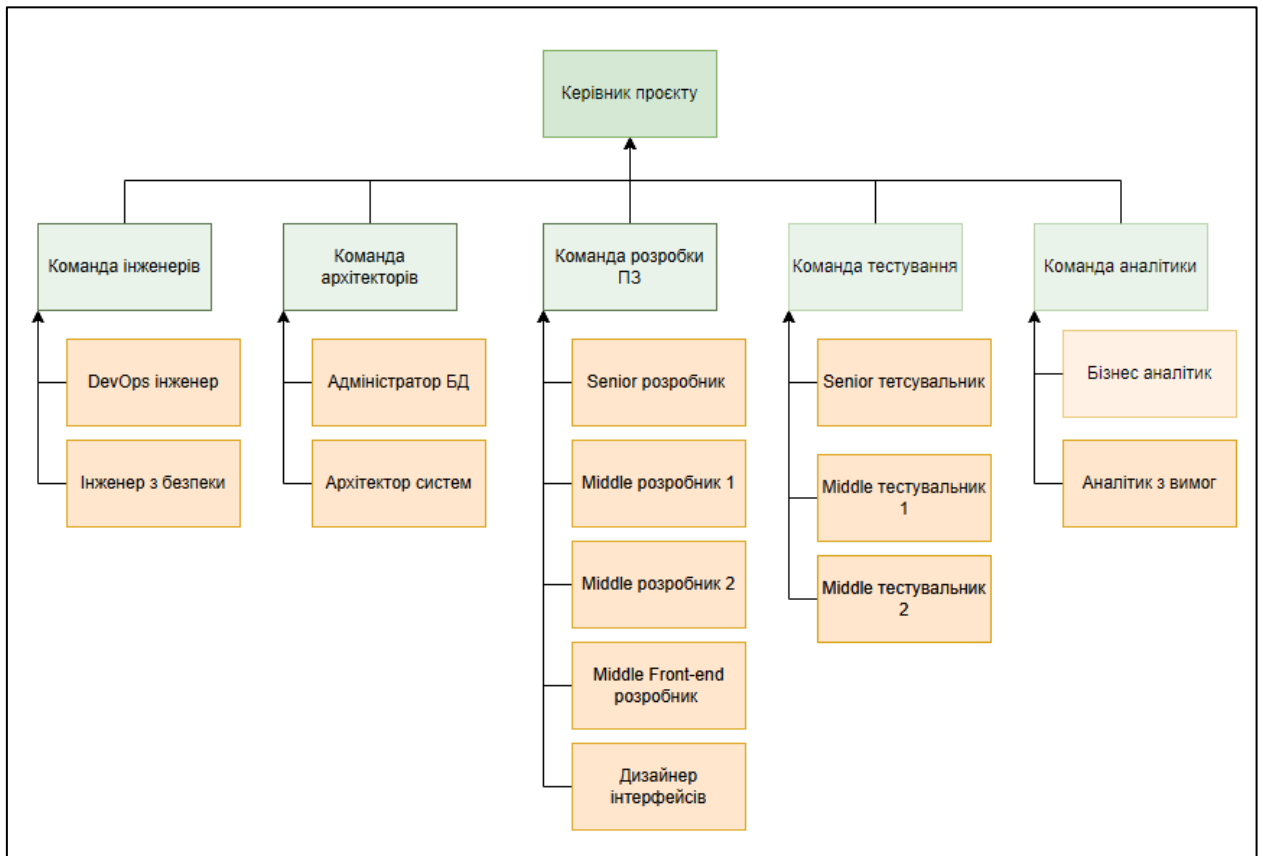 Керівник проєкту
Команда інженерів
Команда
архітекторів
Команда розробки
ПЗ
Команда тестування
Команда аналітики
DevOps інженер
Інженер з безпеки
Адміністратор БД
Архітектор систем
Senior розробник
Middle розробник 1
Middle розробник 2
Middle Front-end
розробник
Дизайнер
інтерфейсів
Senior тетсувальник
Middle тестувальник
1
Middle тестувальник
2
Бізнес аналітик
Аналітик з вимог